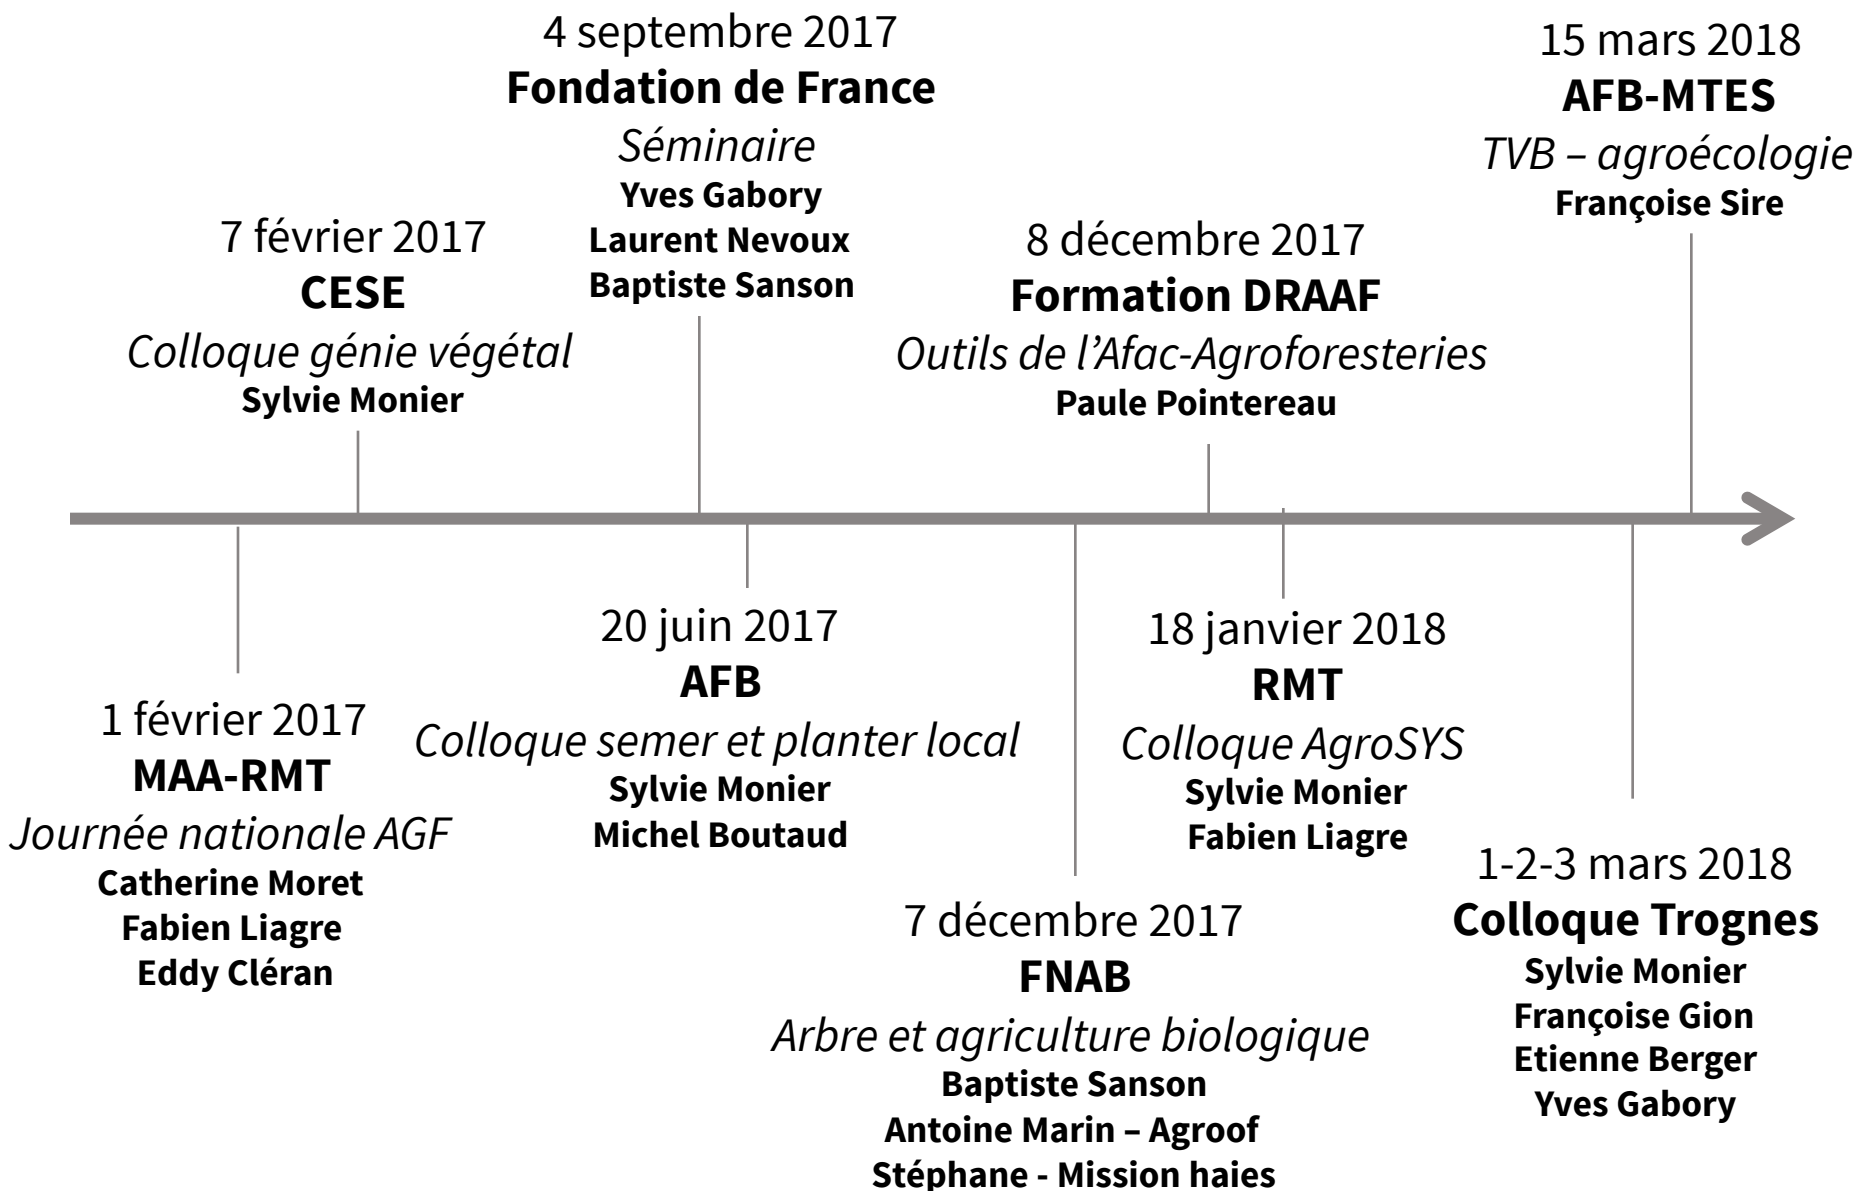 4 septembre 2017
Fondation de France
Séminaire
Yves Gabory
Laurent Nevoux
Baptiste Sanson
15 mars 2018
AFB-MTES
TVB – agroécologie
Françoise Sire
7 février 2017
CESE
Colloque génie végétal
Sylvie Monier
8 décembre 2017
Formation DRAAF
Outils de l’Afac-Agroforesteries
Paule Pointereau
1 février 2017
MAA-RMT
Journée nationale AGF
Catherine Moret
Fabien Liagre
Eddy Cléran
20 juin 2017
AFB
Colloque semer et planter local
Sylvie Monier
Michel Boutaud
7 décembre 2017
FNAB
Arbre et agriculture biologique
Baptiste Sanson
Antoine Marin – Agroof
Stéphane - Mission haies
18 janvier 2018
RMT
Colloque AgroSYS
Sylvie Monier
Fabien Liagre
1-2-3 mars 2018
Colloque Trognes
Sylvie Monier
Françoise Gion
Etienne Berger
Yves Gabory